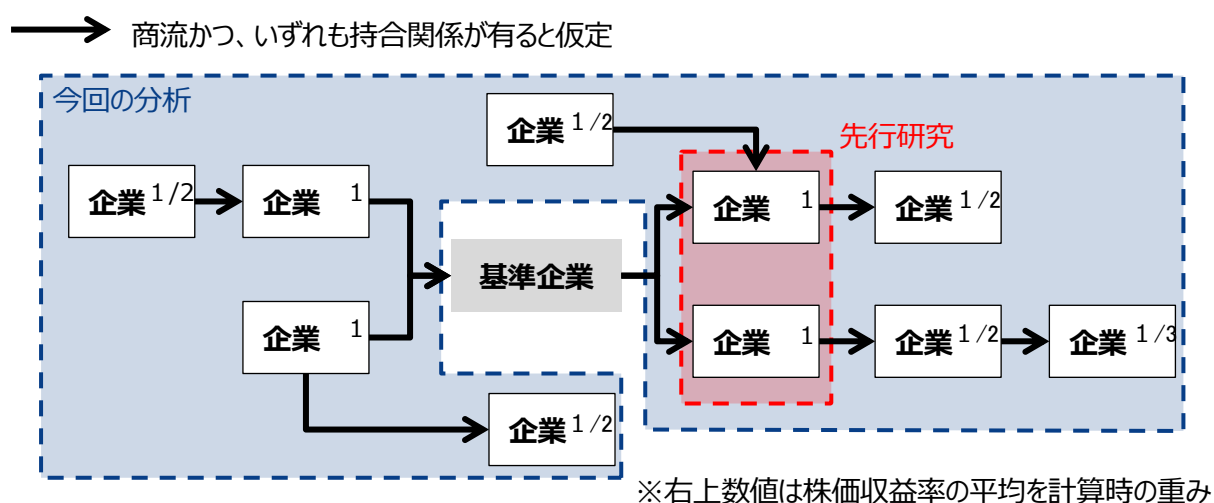 商流かつ、いずれも持合関係が有ると仮定
今回の分析
企業 1/2
先行研究
企業 1/2
企業 1
企業 1
企業 1/2
基準企業
企業 1
企業 1
企業 1/2
企業 1/3
企業 1/2
※右上数値は株価収益率の平均を計算時の重み